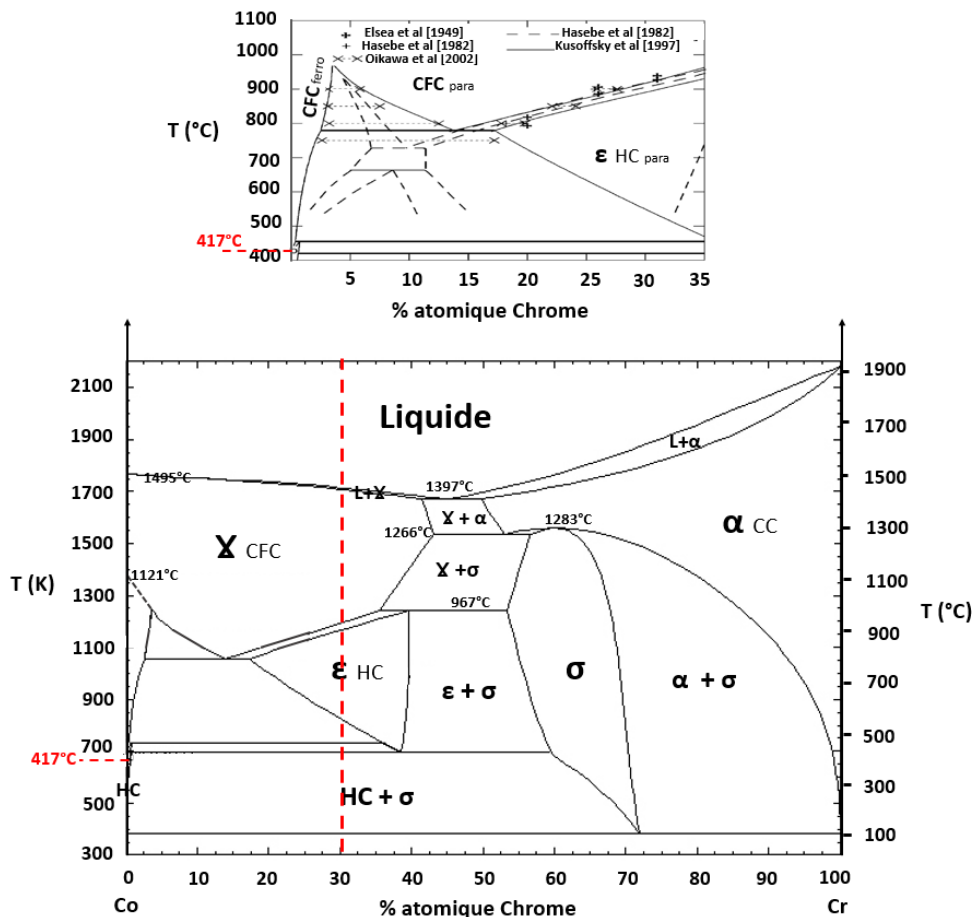 1100
1000
900
800
T (°C)
700
600
500
417°C
400
Elsea et al [1949]
Hasebe et al [1982]
Hasebe et al [1982]
Kusoffsky et al [1997]
Oikawa et al [2002]
CFC ferro
CFC para
ε HC para
5 10 15 20 25 30 35
% atomique Chrome
2100
1900
1700
1500
T (K)
1300
1100
900
700
417°C
500
300
1900
1700
1500
1300
1100
T (°C)
900
700
500
300
100
Liquide
L+α
1495°C
L+Ɣ
1397°C
Ɣ + α
1283°C
α CC
1266°C
Ɣ CFC
Ɣ +σ
1121°C
967°C
ε HC
ε + σ
σ
α + σ
HC
HC + σ
0 10 20 30 40 50 60 70 80 90 100
Co
% atomique Chrome
Cr